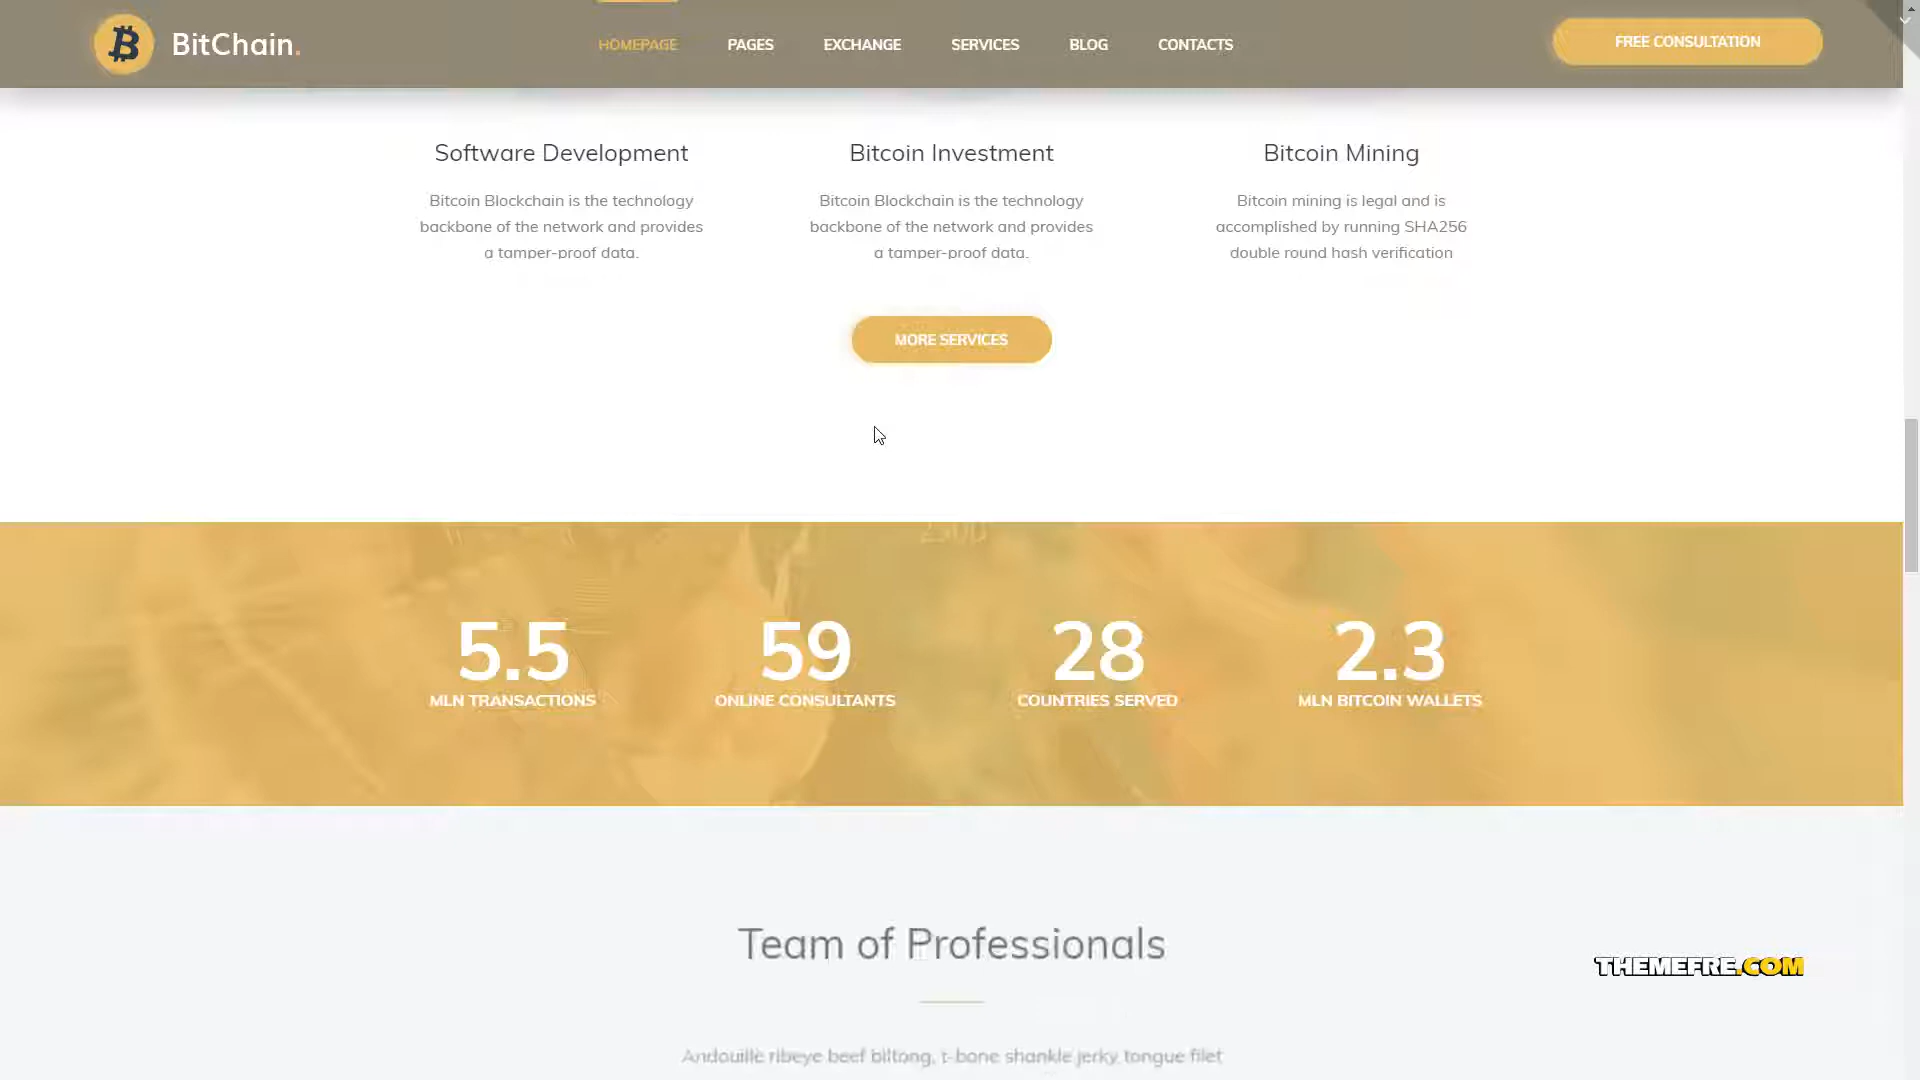 BitChain.
HOMEPAGE PAGES EXCHANGE SERVICES BLOG CONTACTS
FREE CONSULTATION
Software Development
Bitcoin Blockchain is the technology
backbone of the network and provides
a tamper-proof data.
Bitcoin Investment
Bitcoin Blockchain is the technology
backbone of the network and provides
a tamper-proof data.
Bitcoin Mining
Bitcoin mining is legal and is
accomplished by running SHA256
double round hash verification
MORE SERVICES
5.5
MLN TRANSACTIONS
59
ONLINE CONSULTANTS
28
COUNTRIES SERVED
2.3
MLN BITCOIN WALLETS
Team of Professionals
THEMEFRE.COM
Andouille ribeye beef biltong, t-bone shankle jerky tongue filet